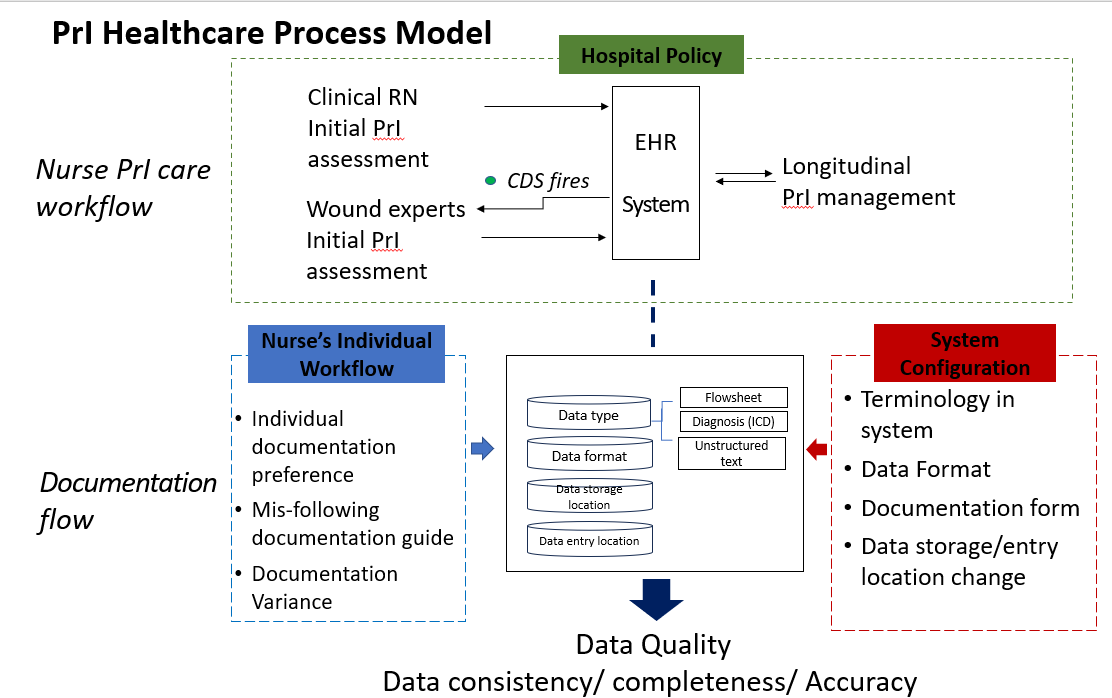 PrI Healthcare Process Model
Hospital Policy
Nurse PrI care
workflow
Clinical RN
Initial PrI
assessment
CDS fires
Wound experts
Initial PrI
assessment
EHR
System
Longitudinal
PrI management
Documentation
flow
Nurse's Individual
Workflow
• Individual
documentation
preference
• Mis-following
documentation guide
• Documentation
Variance
Data type
Data format
Data storage
location
Data entry location
Flowsheet
Diagnosis (ICD)
Unstructured
text
System
Configuration
• Terminology in
system
• Data Format
• Documentation form
• Data storage/entry
location change
Data Quality
Data consistency/ completeness/ Accuracy